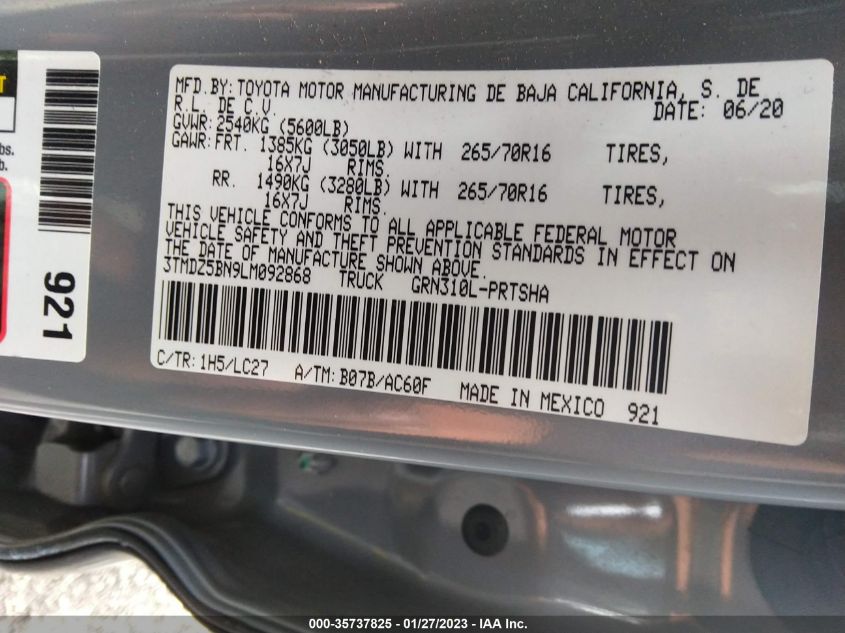 MFD.BY: TOYOTA MOTOR MANUFACTURING DE BAJA CALIFORNIA, S. DE
R.L. DE C.V.
DATE: 06/20
GVWR: 2540KG (5600LB)
GAWR: FRT. 1385KG (3050LB) WITH 265/70R16 TIRES,
16X7J RIMS.
RR. 1490KG (3280LB) WITH 265/70R16 TIRES,
16X7J RIMS.
THIS VEHICLE CONFORMS TO ALL APPLICABLE FEDERAL MOTOR
VEHICLE SAFETY AND THEFT PREVENTION STANDARDS IN EFFECT ON
THE DATE OF MANUFACTURE SHOWN ABOVE.
3TMDZ5BN9LM092868 TRUCK GRN310L-PRTSHA
C/TR: 1H5/LC27 A/TM: B07B/AC60F MADE IN MEXICO 921
921
bs.
b.
000-35737825 - 01/27/2023 - IAA Inc.